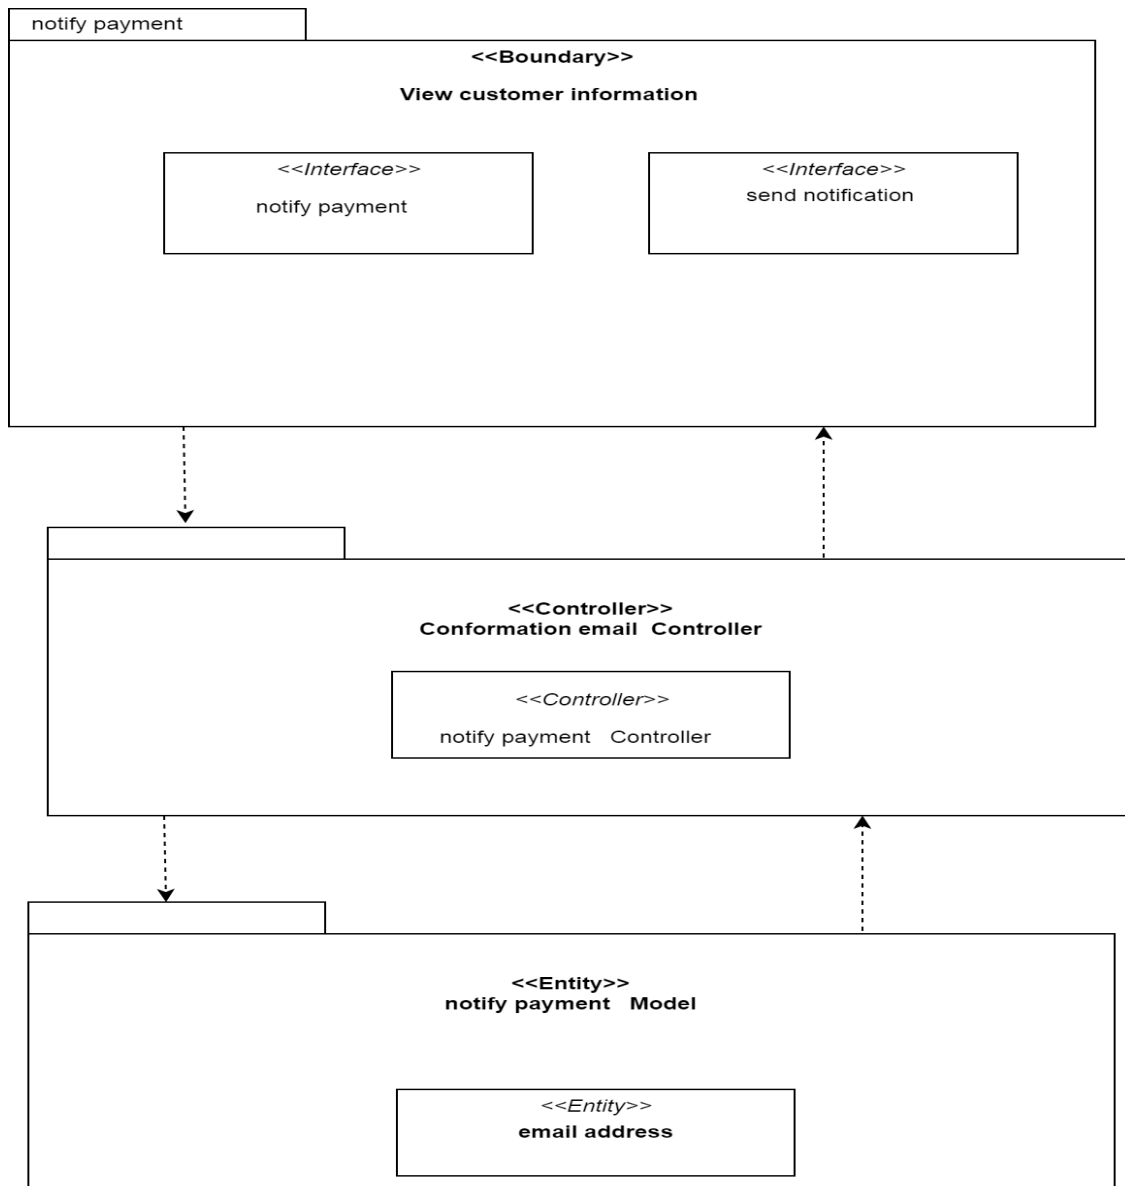 notify payment
<<Boundary>>
View customer information
<<Interface>>
notify payment
<<Interface>>
send notification
<<Controller>>
Conformation email Controller
<<Controller>>
notify payment Controller
<<Entity>>
notify payment Model
<<Entity>>
email address